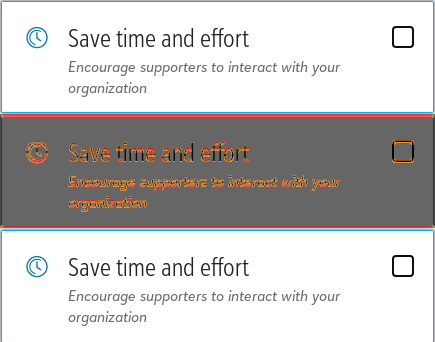 Save time and effort
Encourage supporters to interact with your
organization
Save time and effort
Encourage supporters to interact with your
organization
Save time and effort
Encourage supporters to interact with your
organization